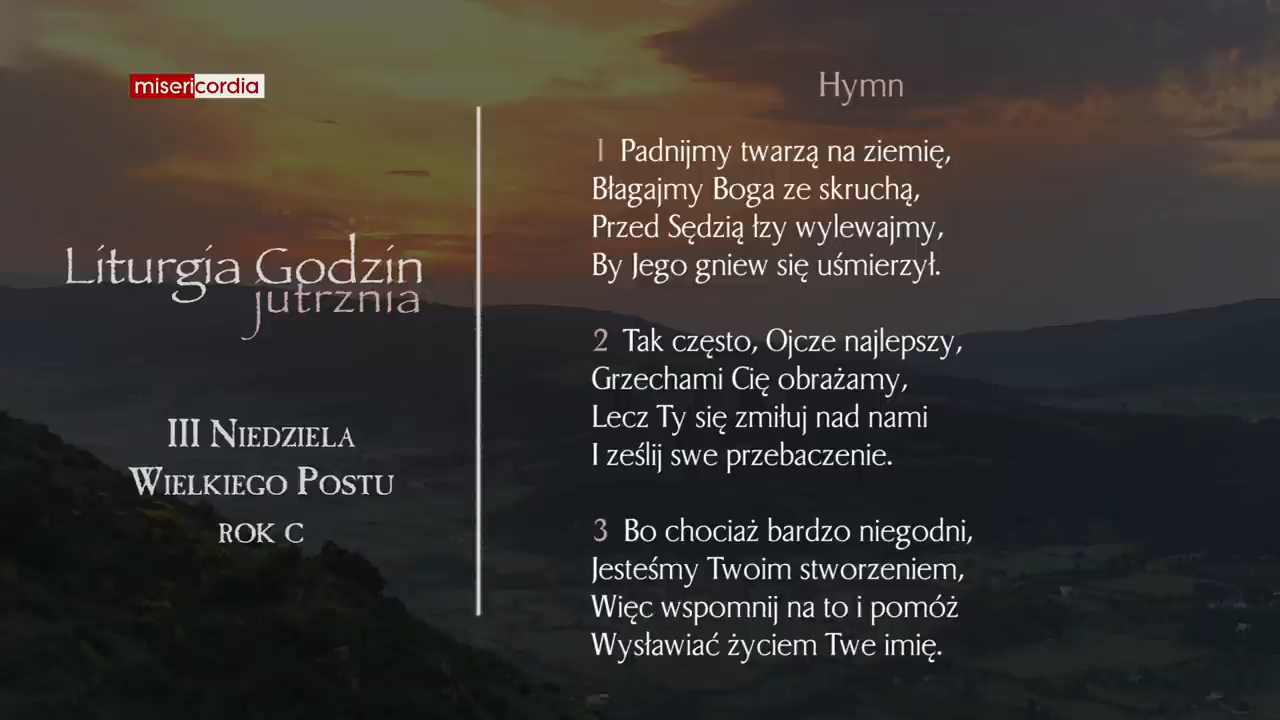 misericordia
Liturgia Godzin
jutrznia
III Niedziela
Wielkiego Postu
rok C
Hymn
1 Padnijmy twarzą na ziemię,
Błagajmy Boga ze skruchą,
Przed Sędzią łzy wylewajmy,
By Jego gniew się uśmierzył.
2 Tak często, Ojcze najlepszy,
Grzechami Cię obrażamy,
Lecz Ty się zmiłuj nad nami
I ześlij swe przebaczenie.
3 Bo chociaż bardzo niegodni,
Jesteśmy Twoim stworzeniem,
Więc wspomnij na to i pomóż
Wysławiać życiem Twe imię.